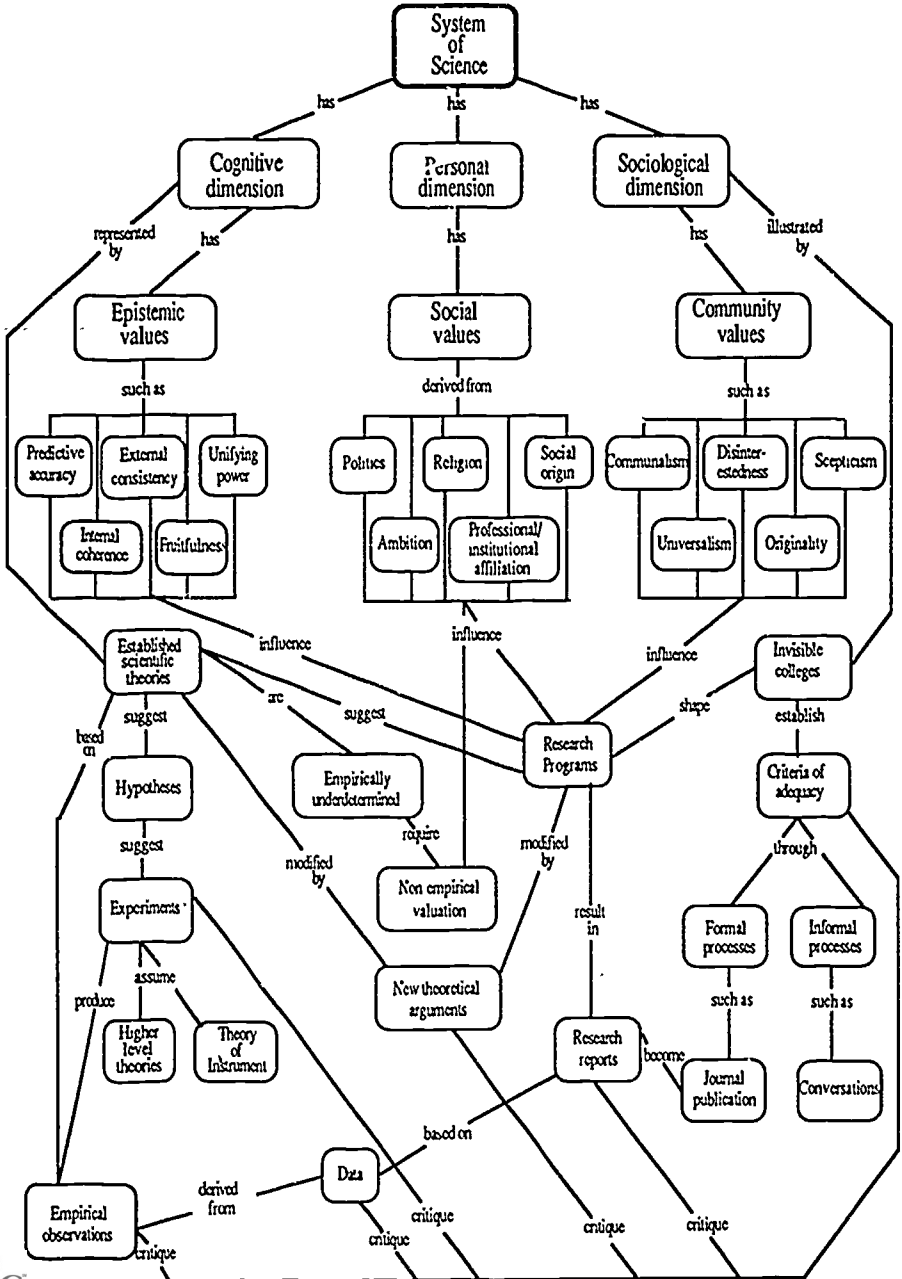 System
of
Science
has
has
has
Cognitive
dimension
Personal
dimension
Sociological
dimension
represented
by
has
has
has
illustrated
by
Epistemic
values
Social
values
Community
values
such as
derived from
such as
Predictive
accuracy
External
consistency
Unifying
power
Politics
Religion
Social
origin
Communalism
Disinter-
estedness
Scepticism
Internal
coherence
Fruitfulness
Ambition
Professional/
institutional
affiliation
Universalism
Originality
influence
influence
influence
Established
scientific
theories
Invisible
colleges
are
suggest
suggest
shape
establish
based
on
Research
Programs
Hypotheses
Empirically
underdetermined
Criteria of
adequacy
suggest
require
modified
by
modified
by
through
Experiments
Non empirical
valuation
result
in
Formal
processes
Informal
processes
assume
produce
New theoretical
arguments
such as
such as
Higher
level
theories
Theory
of
Instrument
Research
reports
become
Journal
publication
Conversations
based on
Data
derived
from
Empirical
observations
critique
critique
critique
critique
critique